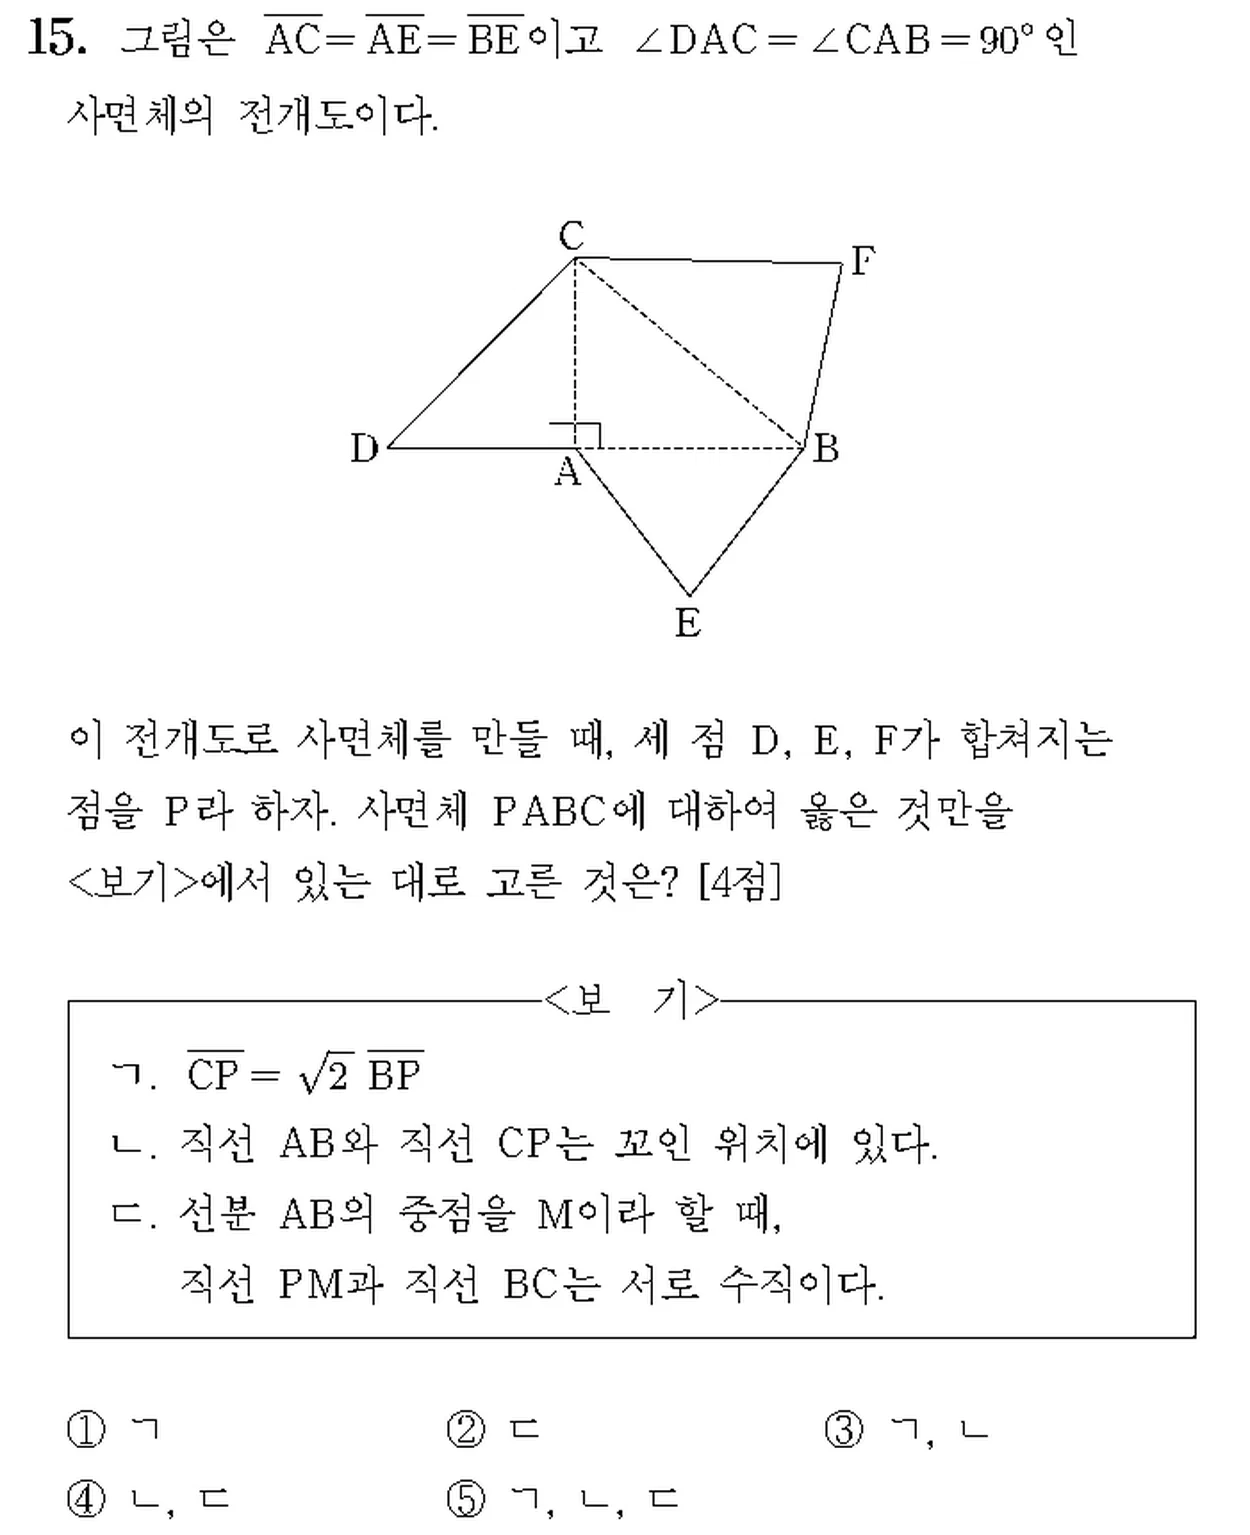 15. 그림은 AC=AE=BE이고 ∠DAC=∠CAB=90°인
사면체의 전개도이다.
C
F
D
A
B
E
이 전개도로 사면체를 만들 때, 세 점 D, E, F가 합쳐지는
점을 P라 하자. 사면체 PABC에 대하여 옳은 것만을
<보기>에서 있는 대로 고른 것은? [4점]
<보 기>
ㄱ. CP=√2 BP
ㄴ. 직선 AB와 직선 CP는 꼬인 위치에 있다.
ㄷ. 선분 AB의 중점을 M이라 할 때,
직선 PM과 직선 BC는 서로 수직이다.
① ㄱ ② ㄷ ③ ㄱ, ㄴ
④ ㄴ, ㄷ ⑤ ㄱ, ㄴ, ㄷ